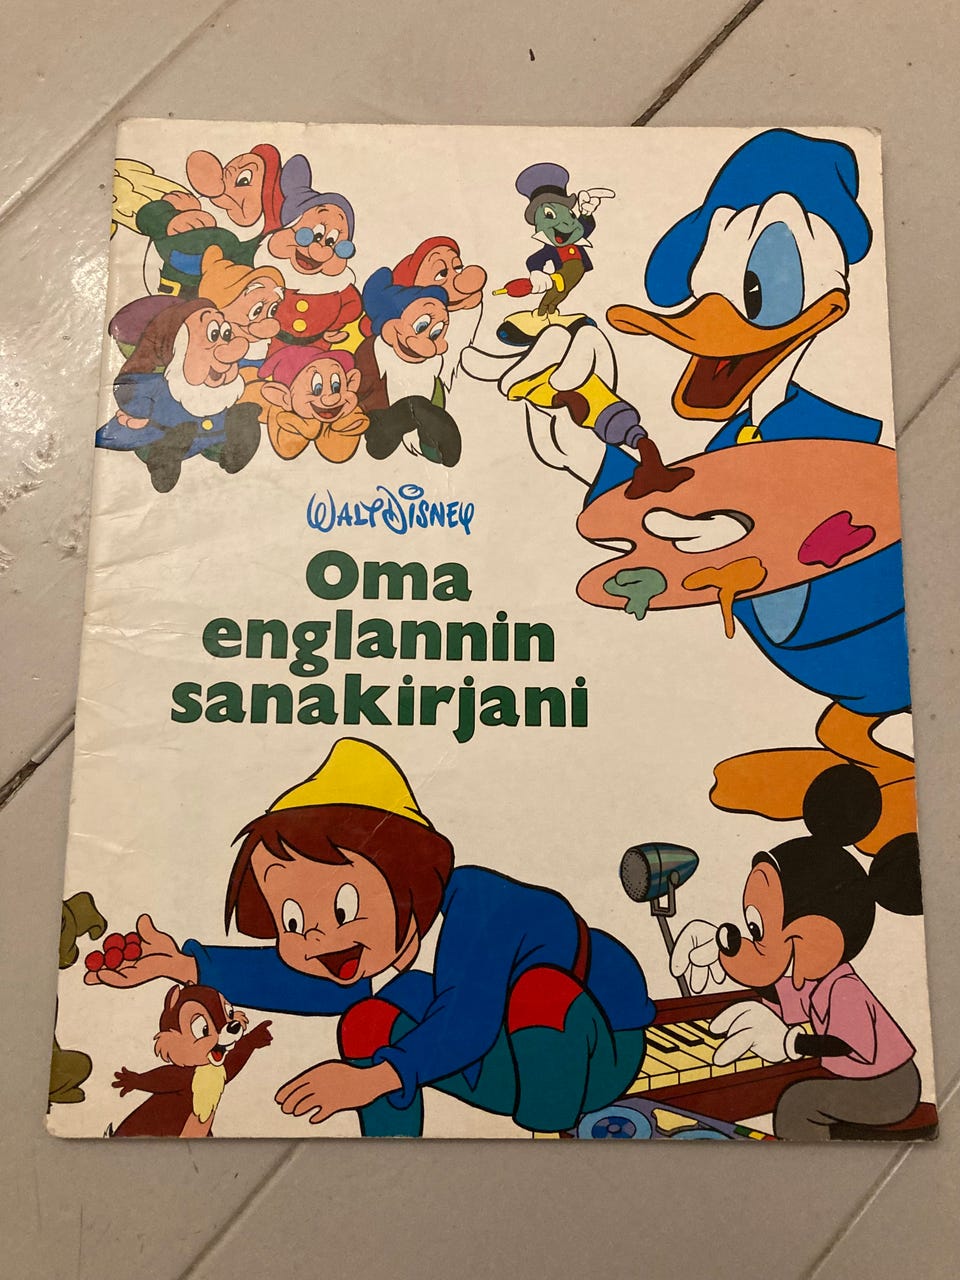 WALT DISNEY
Oma
englannin
sanakirjani